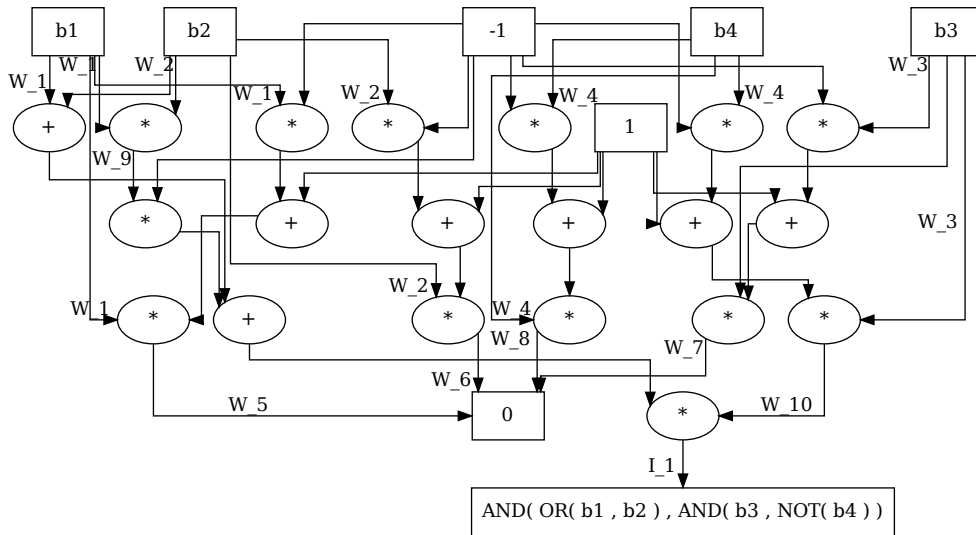 b1 b2 -1 b4 b3
W_1 W_2 W_3
W_1 W_1 W_2 W_4 W_4
1
+ * * * * * *
W_9
* + + + + +
W_3
W_2
W_1 W_4
* + * * * *
W_8 W_7
W_6
W_5 W_10
0 *
I_1
AND( OR( b1 , b2 ) , AND( b3 , NOT( b4 ) ) )